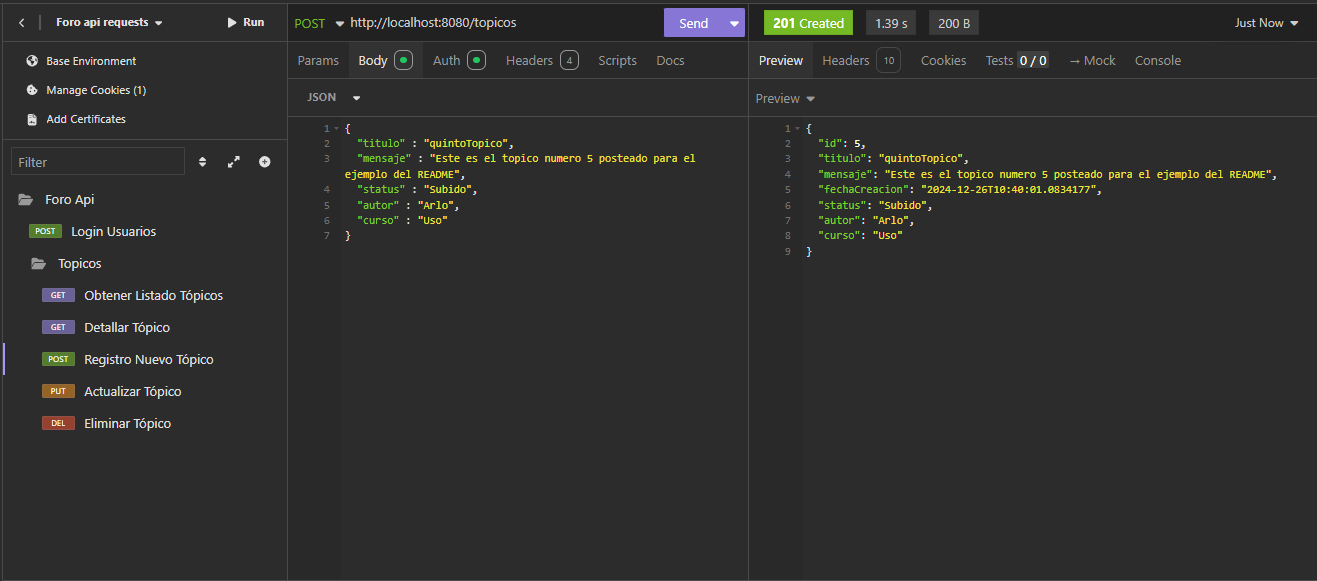 Foro api requests
Run
Base Environment
Manage Cookies (1)
Add Certificates
Filter
Foro Api
POST Login Usuarios
Topicos
GET Obtener Listado Tópicos
GET Detallar Tópico
POST Registro Nuevo Tópico
PUT Actualizar Tópico
DEL Eliminar Tópico
POST http://localhost:8080/topicos Send
Params Body Auth Headers 4 Scripts Docs
JSON
1 {
2 "titulo" : "quintoTopico",
3 "mensaje" : "Este es el topico numero 5 posteado para el
ejemplo del README",
4 "status" : "Subido",
5 "autor" : "Arlo",
6 "curso" : "Uso"
7 }
201 Created 1.39 s 200 B Just Now
Preview Headers 10 Cookies Tests 0 / 0 → Mock Console
Preview
1 {
2 "id": 5,
3 "titulo": "quintoTopico",
4 "mensaje": "Este es el topico numero 5 posteado para el ejemplo del README",
5 "fechaCreacion": "2024-12-26T10:40:01.0834177",
6 "status": "Subido",
7 "autor": "Arlo",
8 "curso": "Uso"
9 }